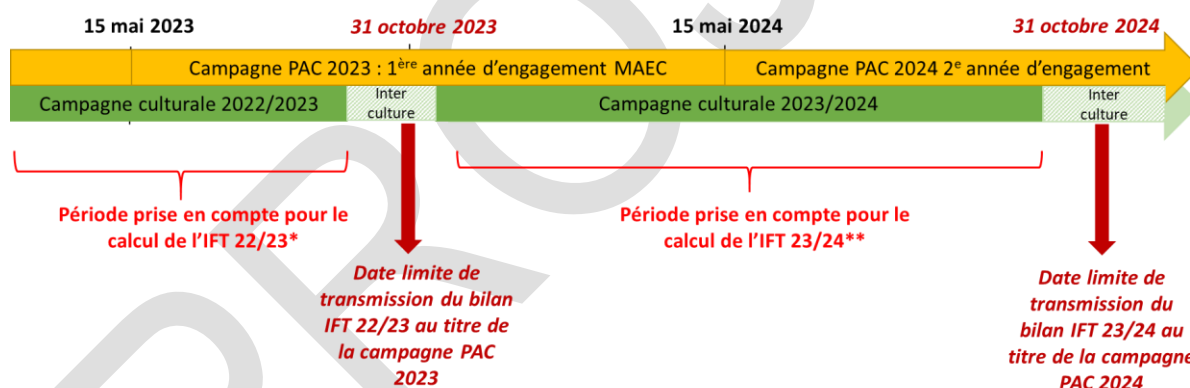 15 mai 2023
31 octobre 2023
15 mai 2024
31 octobre 2024
Campagne PAC 2023 : 1ère année d'engagement MAEC
Campagne PAC 2024 2e année d'engagement
Campagne culturale 2022/2023
Inter
culture
Campagne culturale 2023/2024
Inter
culture
Période prise en compte pour le
calcul de l'IFT 22/23*
Période prise en compte pour le
calcul de l'IFT 23/24**
Date limite de
transmission du bilan
IFT 22/23 au titre de
la campagne PAC
2023
Date limite de
transmission du
bilan IFT 23/24 au
titre de la campagne
PAC 2024
PRO